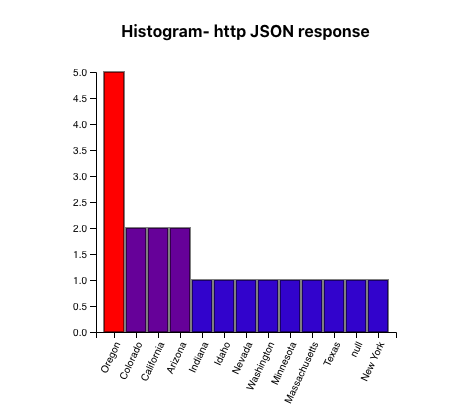 Histogram- http JSON response
5.0
4.5
4.0
3.5
3.0
2.5
2.0
1.5
1.0
0.5
0.0
Oregon
Colorado
California
Arizona
Indiana
Idaho
Nevada
Washington
Minnesota
Massachusetts
Texas
null
New York